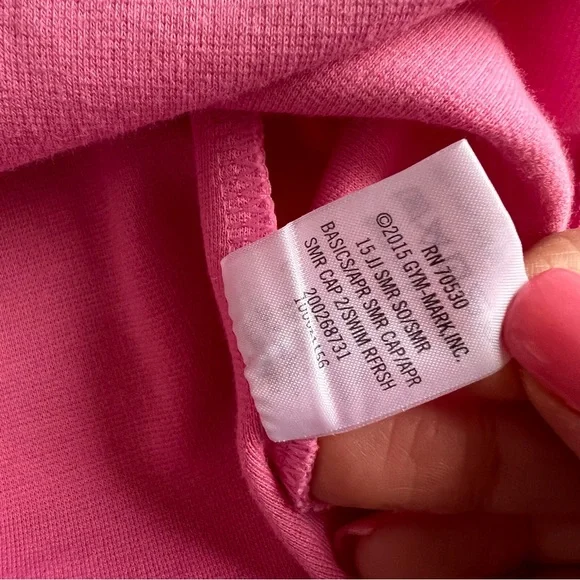 RN 70530
©2015 GYM-MARK, INC.
15 JJ SMR SO/SMR
BASICS/APR SMR CAP/APR
SMR CAP 2/SWIM RFRSH
200268731